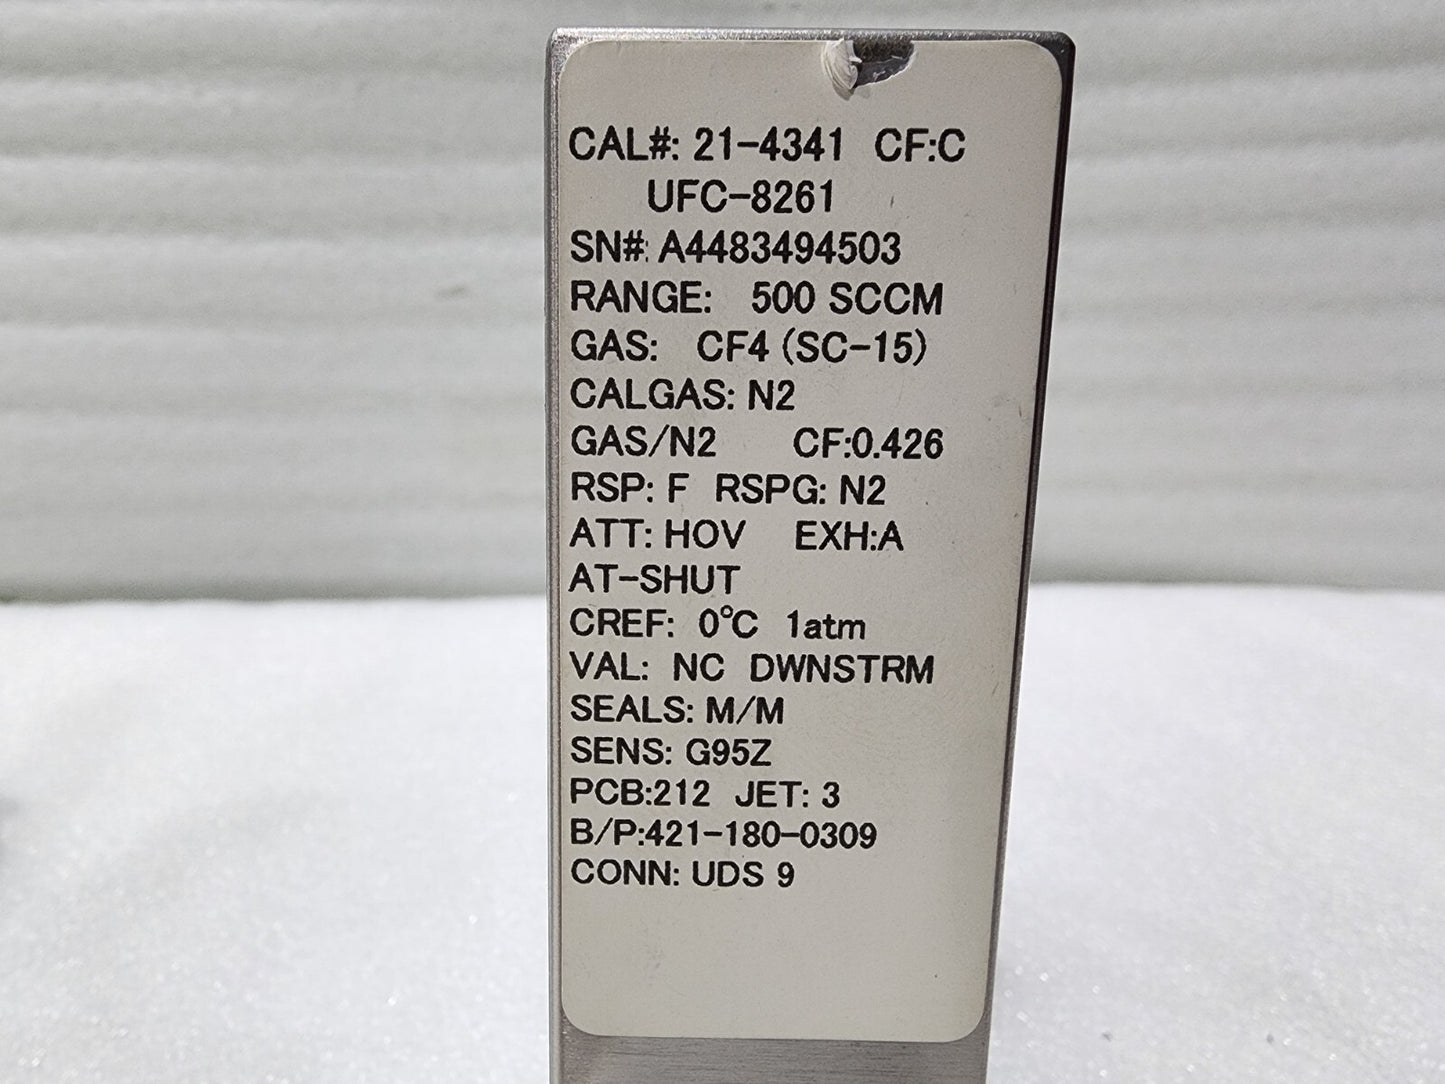 CAL#: 21-4341 CF:C
UFC-8261
SN#: A4483494503
RANGE: 500 SCCM
GAS: CF4 (SC-15)
CALGAS: N2
GAS/N2 CF:0.426
RSP: F RSPG: N2
ATT: HOV EXH:A
AT-SHUT
CREF: 0°C 1atm
VAL: NC DWNSTRM
SEALS: M/M
SENS: G95Z
PCB:212 JET: 3
B/P:421-180-0309
CONN: UDS 9